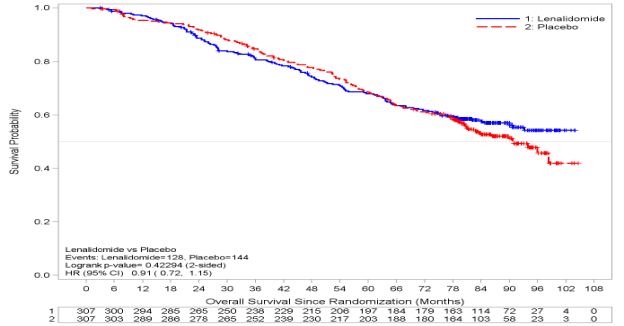 1.0
0.8
0.6
0.4
0.2
0.0
Survival Probability
1: Lenalidomide
2: Placebo
Lenalidomide vs Placebo
Events: Lenalidomide=128, Placebo=144
Logrank p-value= 0.42294 (2-sided)
HR (95% CI) 0.91 ( 0.72, 1.15)
0 6 12 18 24 30 36 42 48 54 60 66 72 78 84 90 96 102 108
Overall Survival Since Randomization (Months)
1 307 300 294 285 265 250 238 229 215 206 197 184 179 163 114 72 27 4 0
2 307 303 289 286 278 265 252 239 230 217 203 188 180 164 103 58 23 3 0